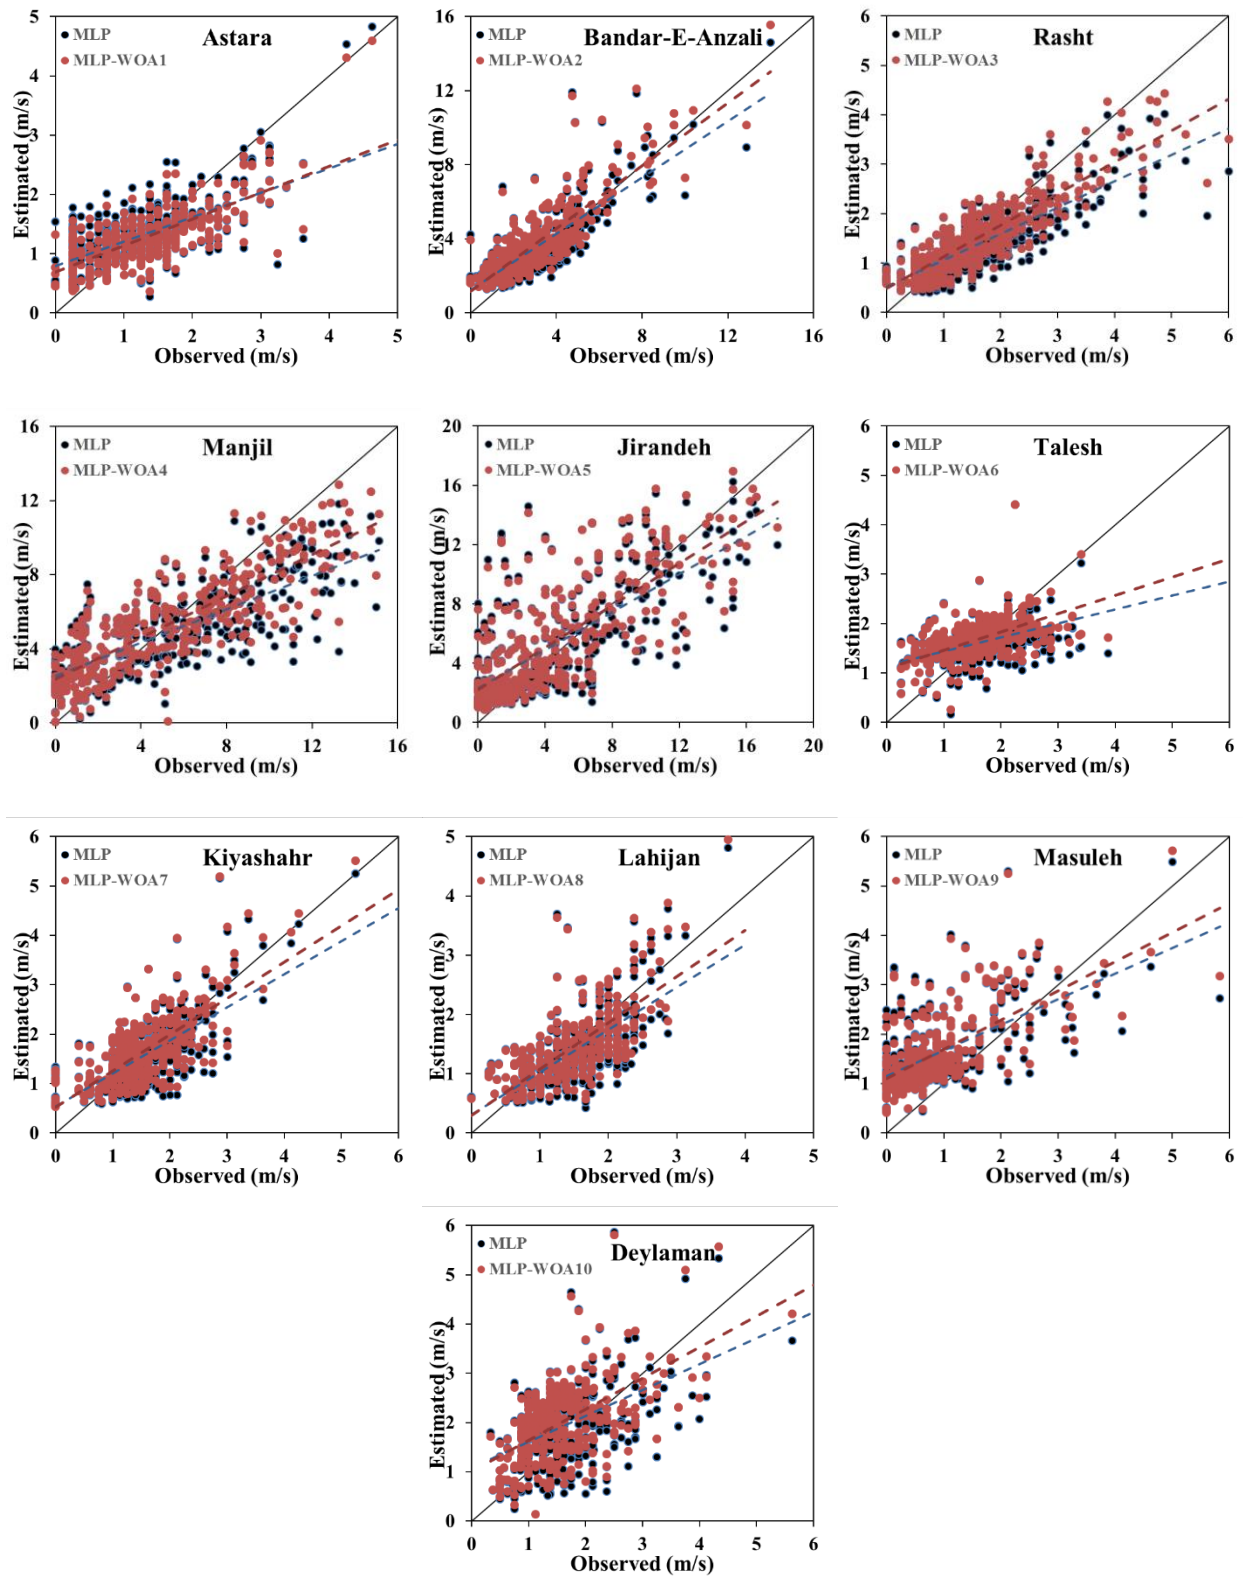 Astara
MLP
MLP-WOA1
Estimated (m/s)
5
4
3
2
1
0
0 1 2 3 4 5
Observed (m/s)
Bandar-E-Anzali
MLP
MLP-WOA2
Estimated (m/s)
16
12
8
4
0
0 4 8 12 16
Observed (m/s)
Rasht
MLP
MLP-WOA3
Estimated (m/s)
6
5
4
3
2
1
0
0 1 2 3 4 5 6
Observed (m/s)
Manjil
MLP
MLP-WOA4
Estimated (m/s)
16
12
8
4
0
0 4 8 12 16
Observed (m/s)
Jirandeh
MLP
MLP-WOA5
Estimated (m/s)
20
16
12
8
4
0
0 4 8 12 16 20
Observed (m/s)
Talesh
MLP
MLP-WOA6
Estimated (m/s)
6
5
4
3
2
1
0
0 1 2 3 4 5 6
Observed (m/s)
Kiyashahr
MLP
MLP-WOA7
Estimated (m/s)
6
5
4
3
2
1
0
0 1 2 3 4 5 6
Observed (m/s)
Lahijan
MLP
MLP-WOA8
Estimated (m/s)
5
4
3
2
1
0
0 1 2 3 4 5
Observed (m/s)
Masuleh
MLP
MLP-WOA9
Estimated (m/s)
6
5
4
3
2
1
0
0 1 2 3 4 5 6
Observed (m/s)
Deylaman
MLP
MLP-WOA10
Estimated (m/s)
6
5
4
3
2
1
0
0 1 2 3 4 5 6
Observed (m/s)